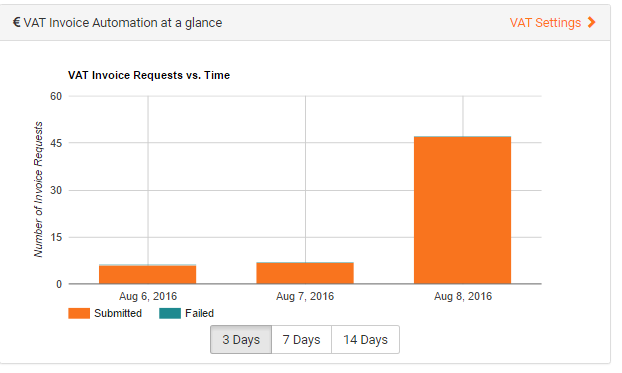 € VAT Invoice Automation at a glance
VAT Settings
VAT Invoice Requests vs. Time
Number of Invoice Requests
60
45
30
15
0
Aug 6, 2016 Aug 7, 2016 Aug 8, 2016
Submitted Failed
3 Days 7 Days 14 Days